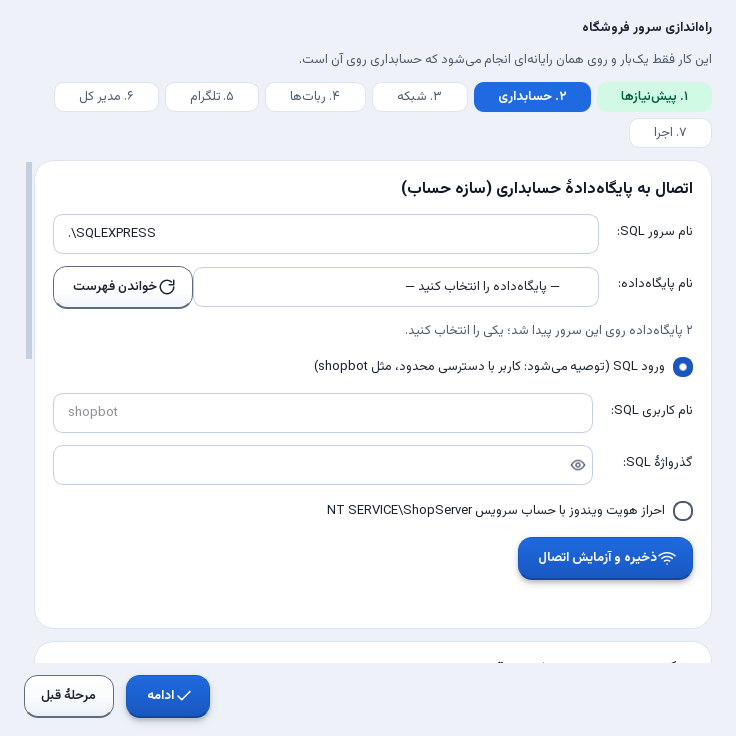 راه‌اندازی سرور فروشگاه
این کار فقط یک‌بار و روی همان رایانه‌ای انجام می‌شود که حسابداری روی آن است.
۱. پیش‌نیازها
۲. حسابداری
۳. شبکه
۴. ربات‌ها
۵. تلگرام
۶. مدیر کل
۷. اجرا
اتصال به پایگاه‌دادهٔ حسابداری (سازه حساب)
نام سرور SQL:
.\SQLEXPRESS
نام پایگاه‌داده:
— پایگاه‌داده را انتخاب کنید —
خواندن فهرست
۲ پایگاه‌داده روی این سرور پیدا شد؛ یکی را انتخاب کنید.
ورود SQL (توصیه می‌شود: کاربر با دسترسی محدود، مثل shopbot)
نام کاربری SQL:
shopbot
گذرواژهٔ SQL:
احراز هویت ویندوز با حساب سرویس NT SERVICE\ShopServer
ذخیره و آزمایش اتصال
ادامه
مرحلهٔ قبل